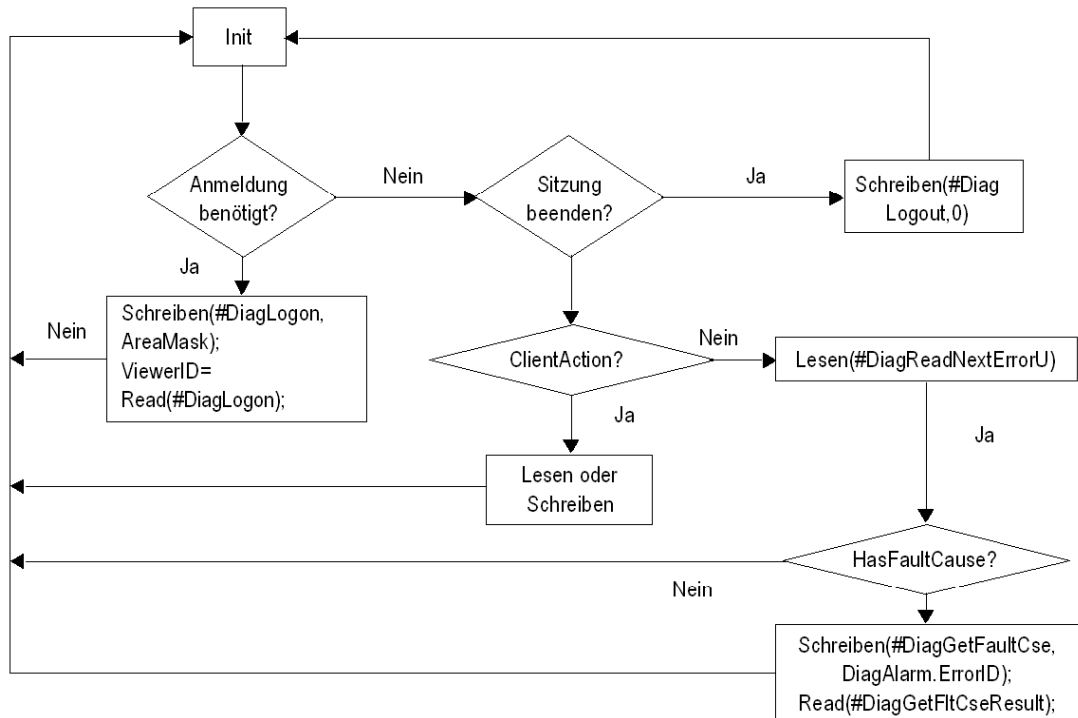 Init
Anmeldung
benötigt?
Nein
Sitzung
beenden?
Ja
Schreiben(#Diag
Logout,0)
Ja
Nein
Schreiben(#DiagLogon,
AreaMask);
ViewerID=
Read(#DiagLogon);
ClientAction?
Nein
Lesen(#DiagReadNextErrorU)
Ja
Ja
Lesen oder
Schreiben
HasFaultCause?
Nein
Schreiben(#DiagGetFaultCse,
DiagAlarm.ErrorID);
Read(#DiagGetFltCseResult);